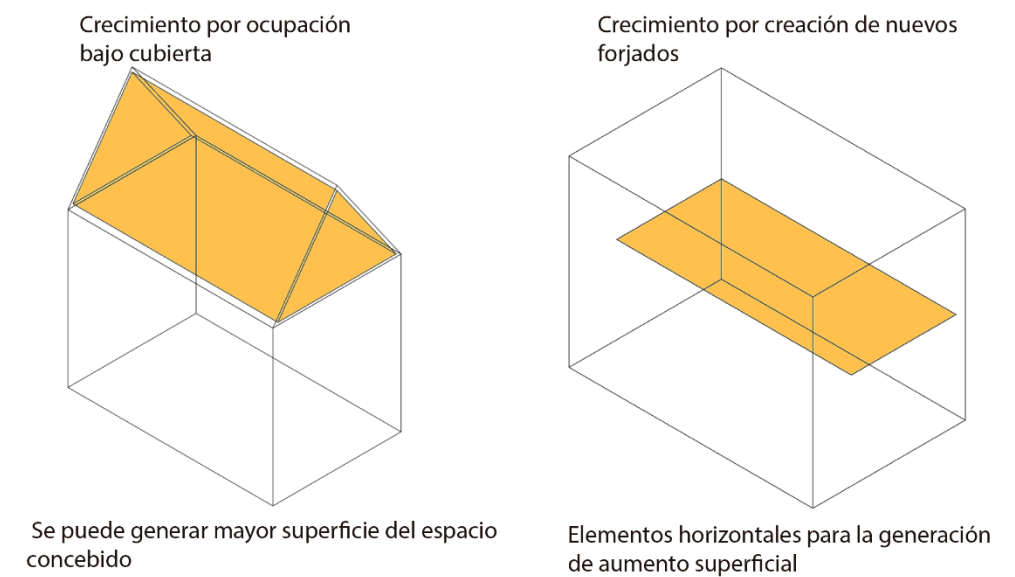 Crecimiento por ocupación
bajo cubierta
Crecimiento por creación de nuevos
forjados
Se puede generar mayor superficie del espacio
concebido
Elementos horizontales para la generación
de aumento superficial